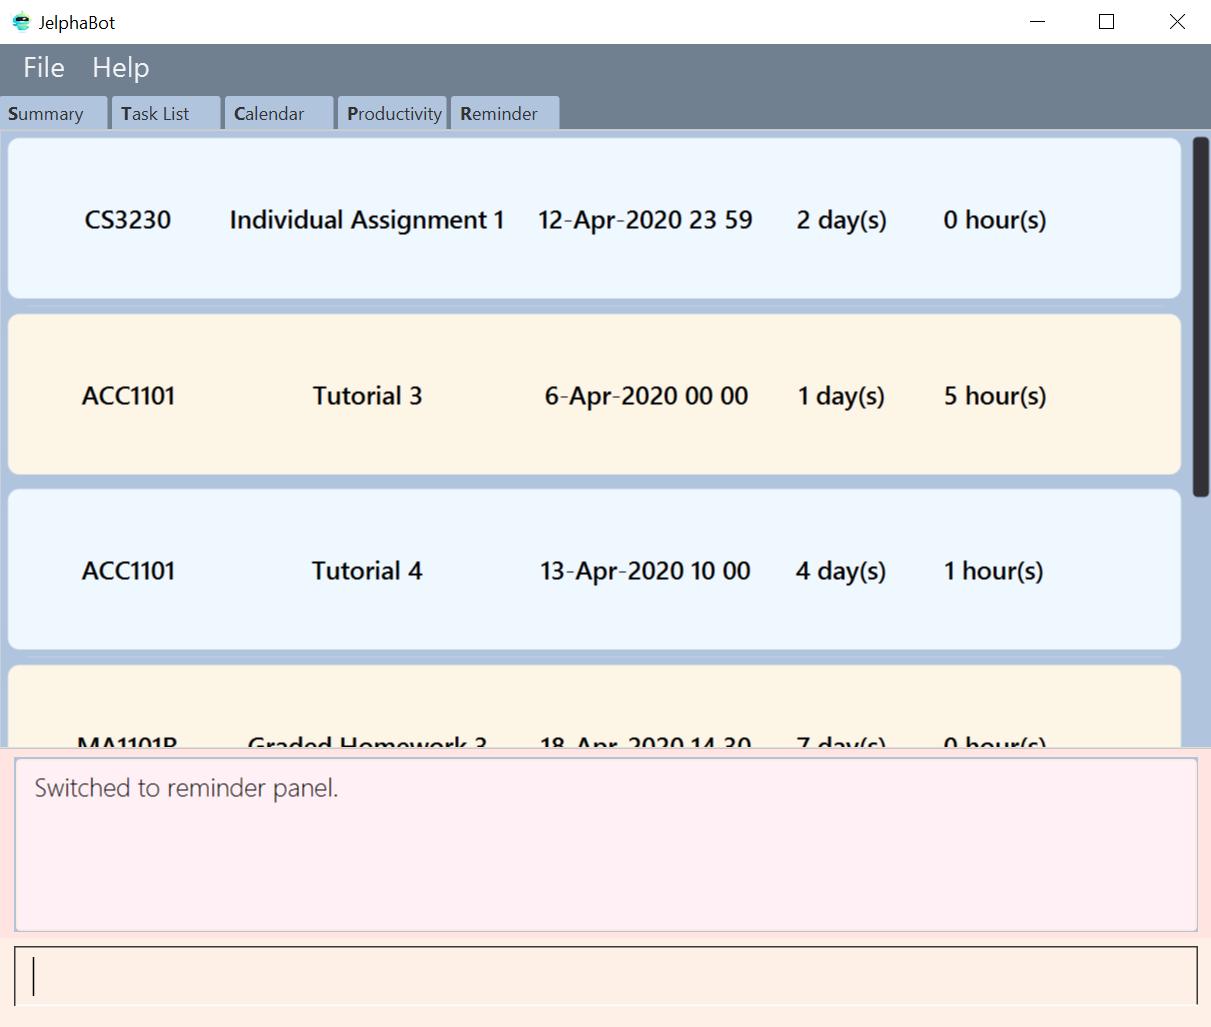 JelphaBot
File Help
Summary Task List Calendar Productivity Reminder
CS3230 Individual Assignment 1 12-Apr-2020 23 59 2 day(s) 0 hour(s)
ACC1101 Tutorial 3 6-Apr-2020 00 00 1 day(s) 5 hour(s)
ACC1101 Tutorial 4 13-Apr-2020 10 00 4 day(s) 1 hour(s)
Graded Homework 3 18-Apr-2020 14 30 7 day(s) 0 hour(s)
Switched to reminder panel.